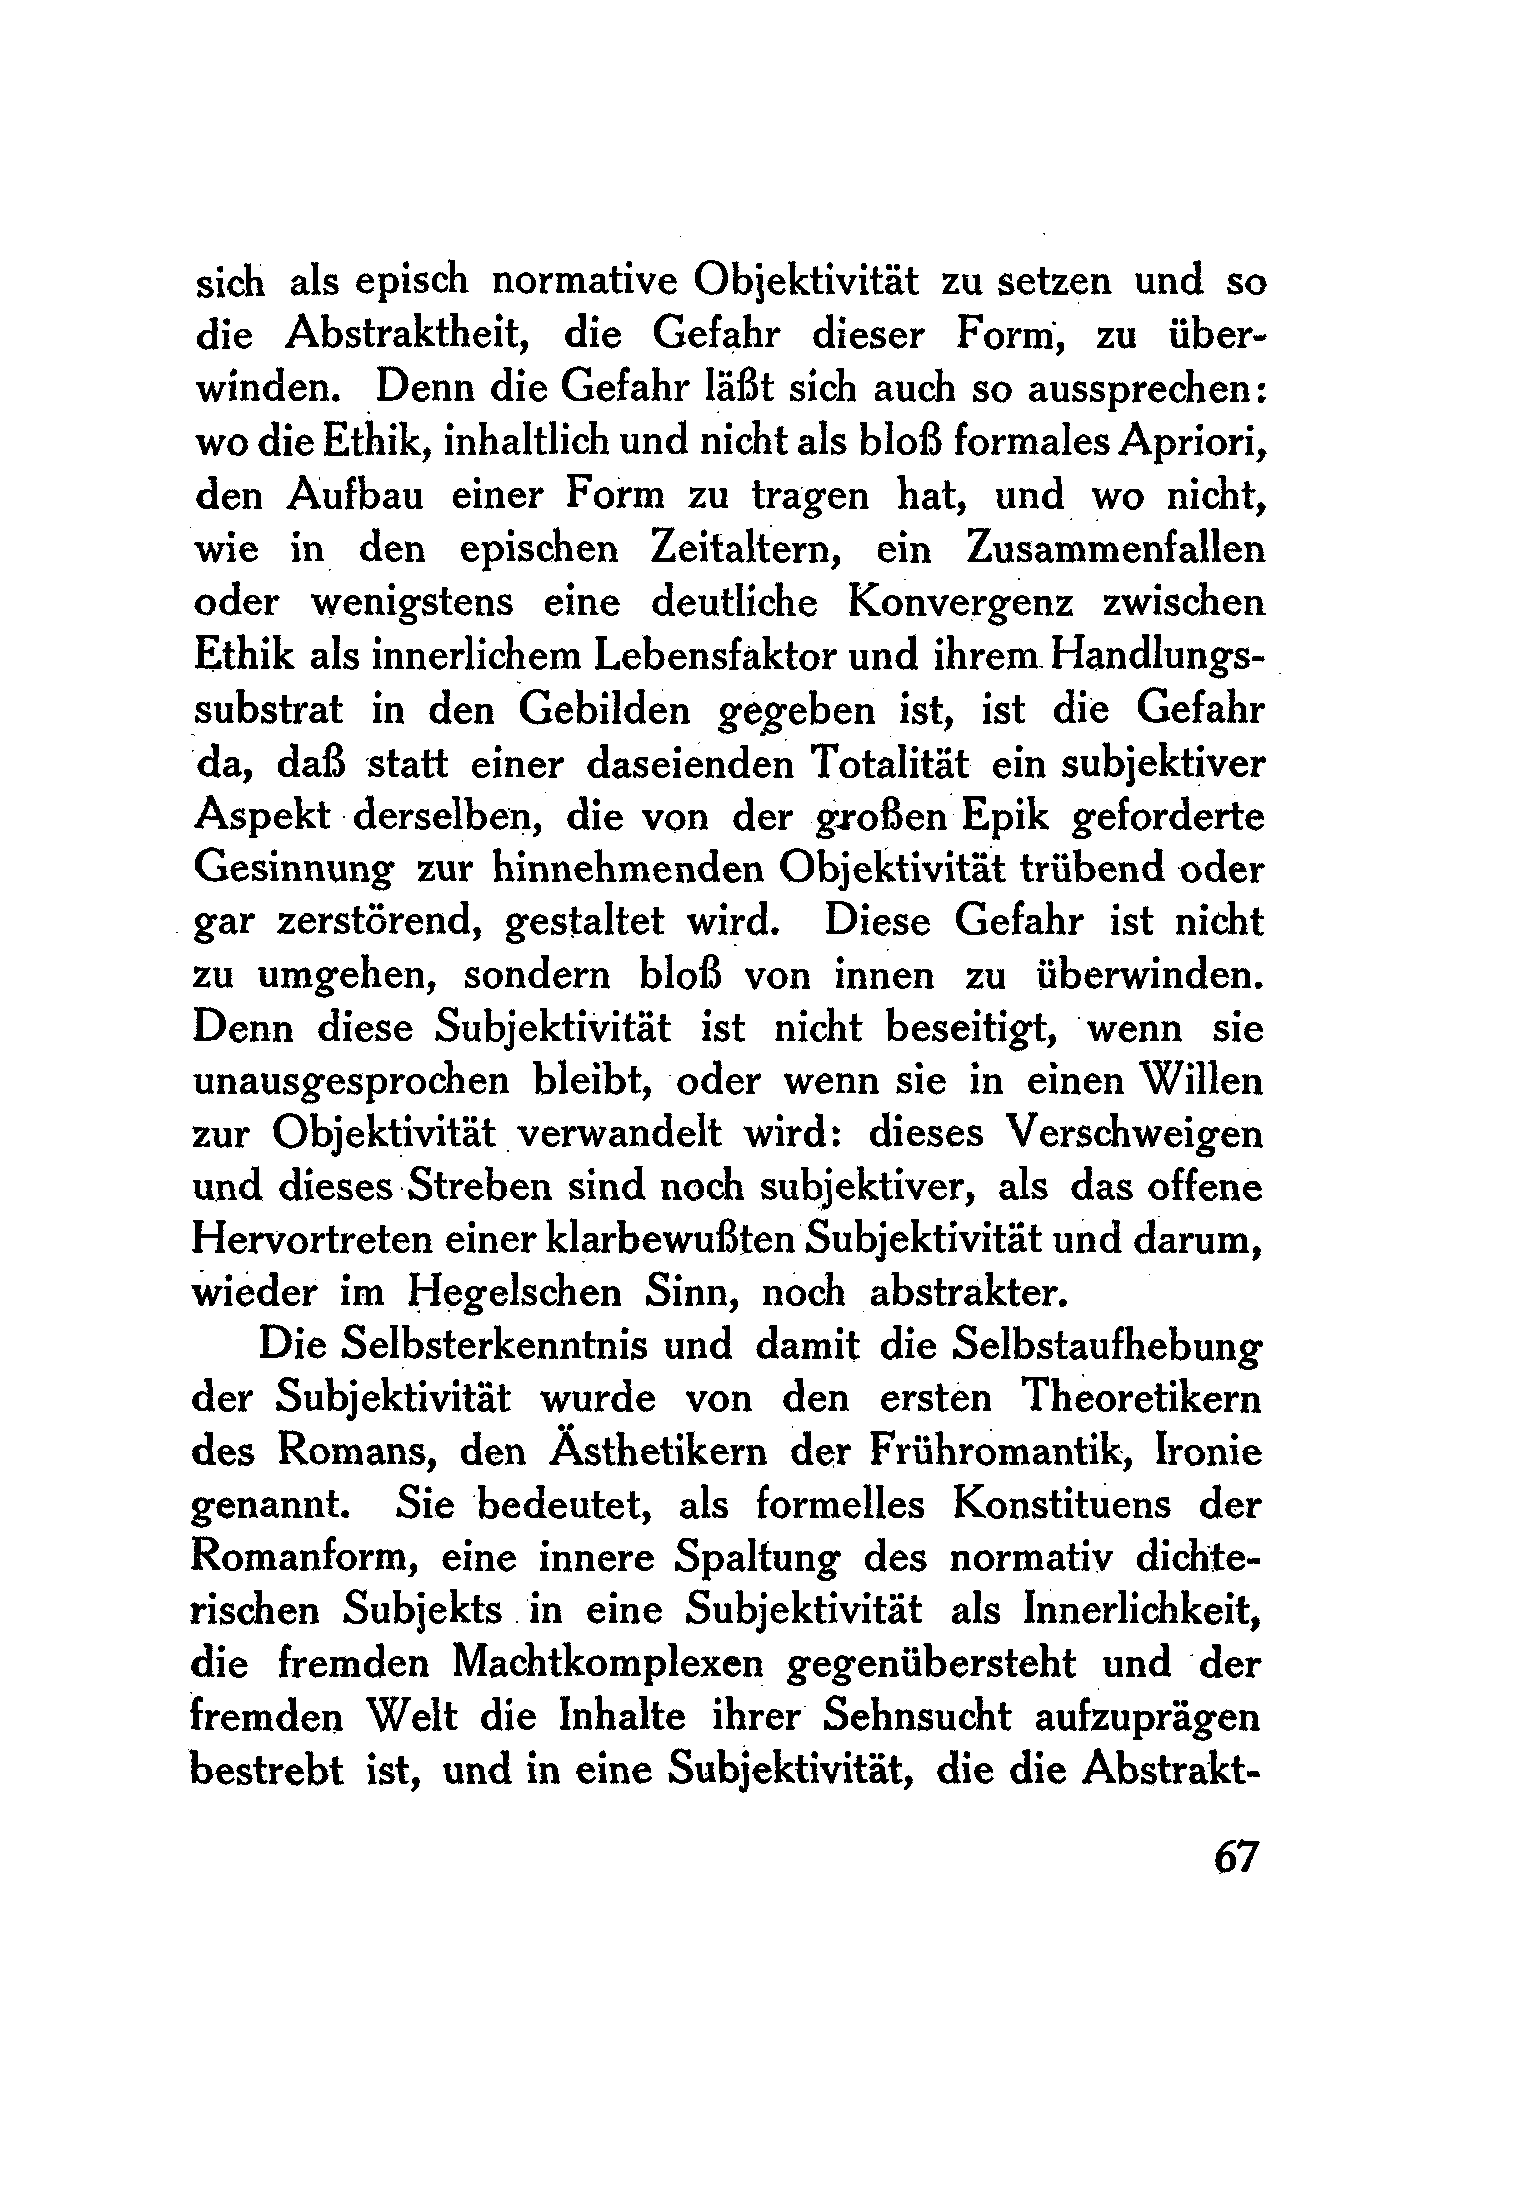 sich als episch normative Objektivität zu setzen und so
die Abstraktheit, die Gefahr dieser Form, zu über-
winden. Denn die Gefahr läßt sich auch so aussprechen:
wo die Ethik, inhaltlich und nicht als bloß formales Apriori,
den Aufbau einer Form zu tragen hat, und wo nicht,
wie in den epischen Zeitaltern, ein Zusammenfallen
oder wenigstens eine deutliche Konvergenz zwischen
Ethik als innerlichem Lebensfaktor und ihrem Handlungs-
substrat in den Gebilden gegeben ist, ist die Gefahr
da, daß statt einer daseienden Totalität ein subjektiver
Aspekt derselben, die von der großen Epik geforderte
Gesinnung zur hinnehmenden Objektivität trübend oder
gar zerstörend, gestaltet wird. Diese Gefahr ist nicht
zu umgehen, sondern bloß von innen zu überwinden.
Denn diese Subjektivität ist nicht beseitigt, wenn sie
unausgesprochen bleibt, oder wenn sie in einen Willen
zur Objektivität verwandelt wird: dieses Verschweigen
und dieses Streben sind noch subjektiver, als das offene
Hervortreten einer klarbewußten Subjektivität und darum,
wieder im Hegelschen Sinn, noch abstrakter.
Die Selbsterkenntnis und damit die Selbstaufhebung
der Subjektivität wurde von den ersten Theoretikern
des Romans, den Ästhetikern der Frühromantik, Ironie
genannt. Sie bedeutet, als formelles Konstituens der
Romanform, eine innere Spaltung des normativ dichte-
rischen Subjekts in eine Subjektivität als Innerlichkeit,
die fremden Machtkomplexen gegenübersteht und der
fremden Welt die Inhalte ihrer Sehnsucht aufzuprägen
bestrebt ist, und in eine Subjektivität, die die Abstrakt-
67